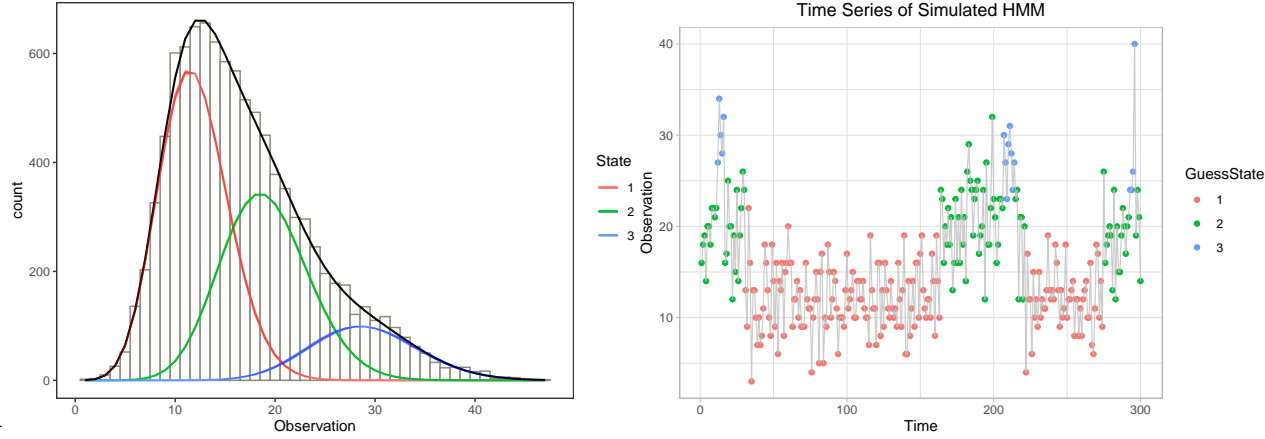 600
400
200
0
count
0 10 20 30 40
Observation
State
1
2
3
Time Series of Simulated HMM
40
30
20
10
Observation
0 100 200 300
Time
GuessState
1
2
3